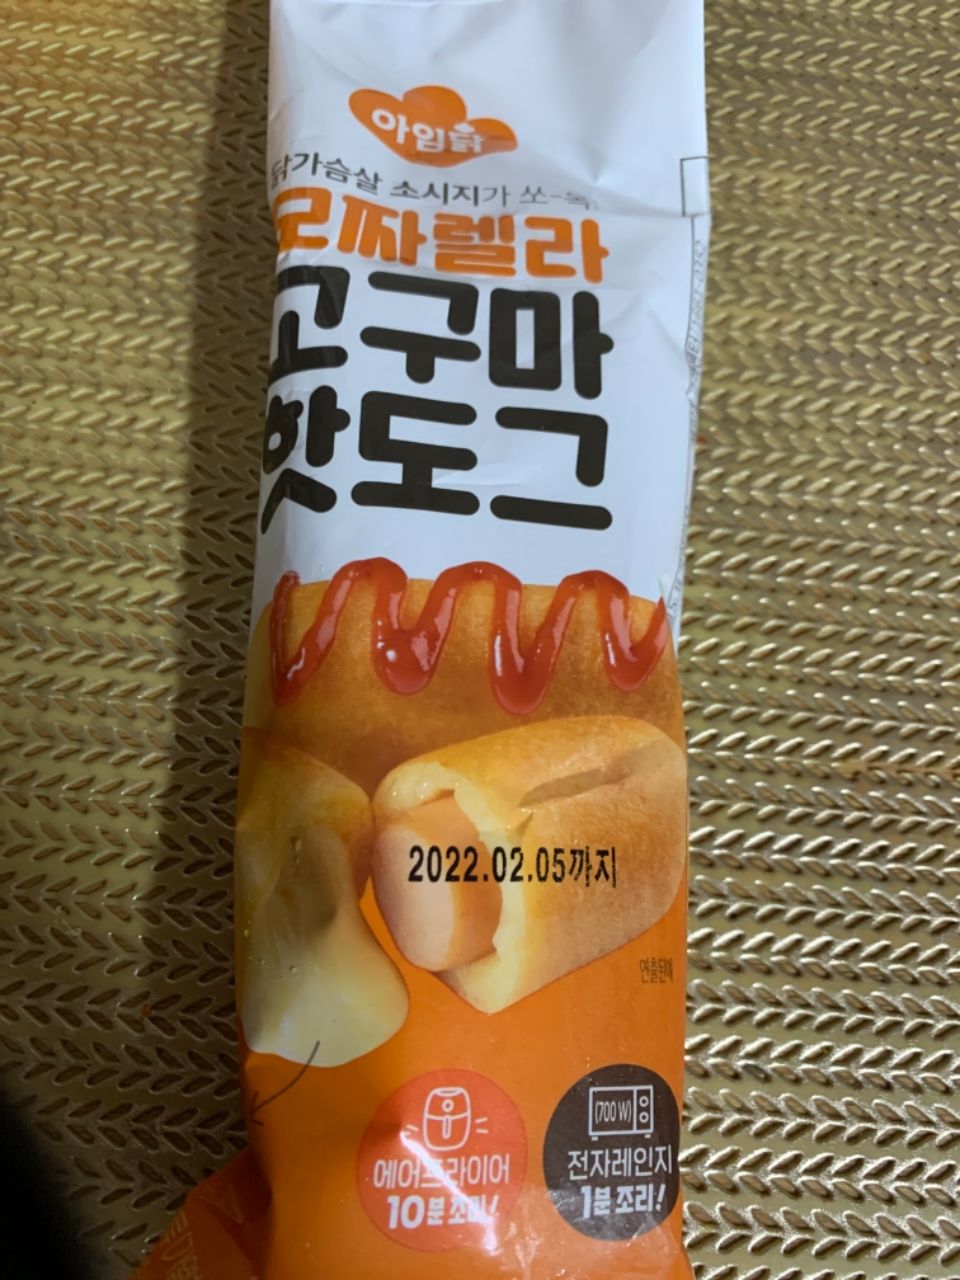 아임닭
닭가슴살 소시지가 쏘-옥!
모짜렐라
고구마
핫도그
2022.02.05까지
연출된
(700 W)
에어프라이어
10분 조리!
전자레인지
1분 조리!